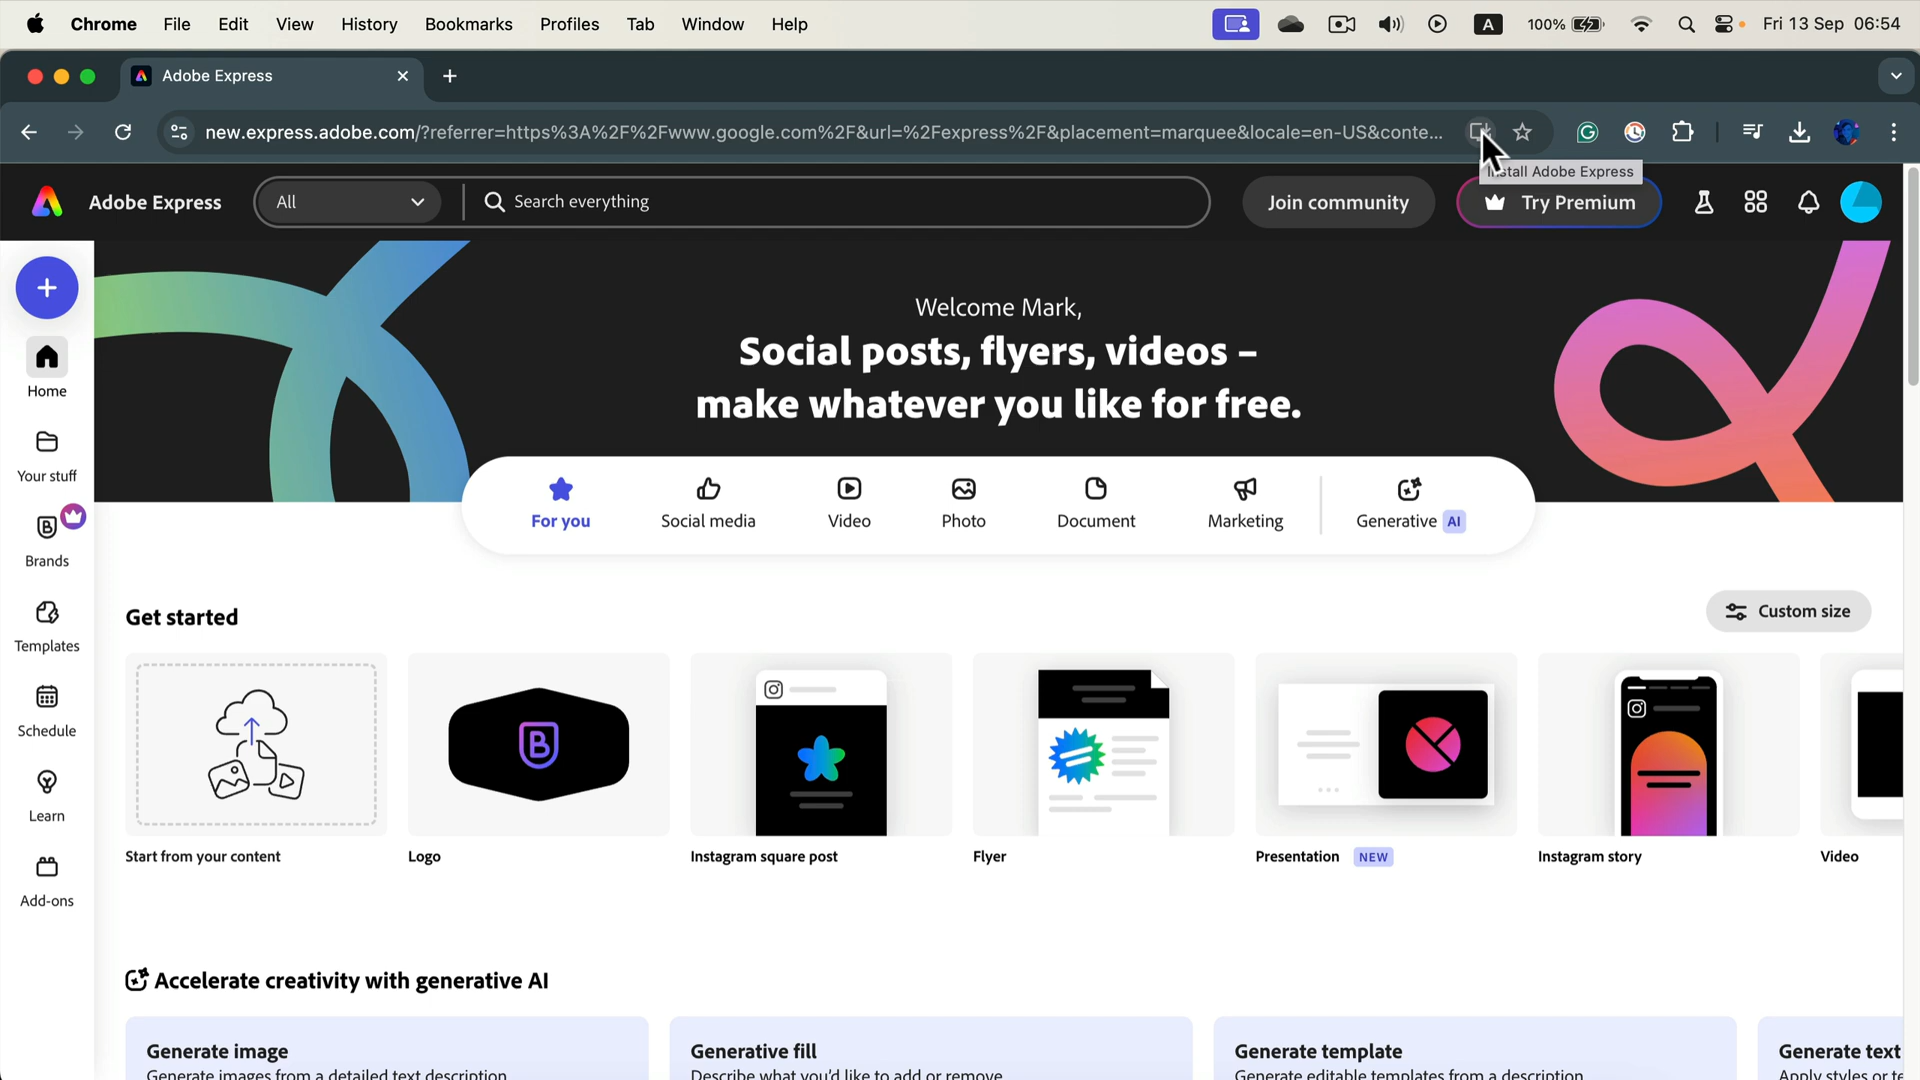 Chrome File Edit View History Bookmarks Profiles Tab Window Help A 100% Fri 13 Sep 06:54
Adobe Express
new.express.adobe.com/?referrer=https%3A%2F%2Fwww.google.com%2F&url=%2Fexpress%2F&placement=marquee&locale=en-US&conte...
Install Adobe Express
Adobe Express All Search everything Join community Try Premium
Welcome Mark,
Social posts, flyers, videos –
make whatever you like for free.
Home
Your stuff
Brands
Templates
Schedule
Learn
Add-ons
For you Social media Video Photo Document Marketing Generative AI
Get started Custom size
B
Start from your content Logo Instagram square post Flyer Presentation NEW Instagram story Video
Accelerate creativity with generative AI
Generate image Generative fill Generate template Generate text
Generate images from a detailed text description. Describe what you'd like to add or remove. Generate editable templates from a description. Apply styles or te